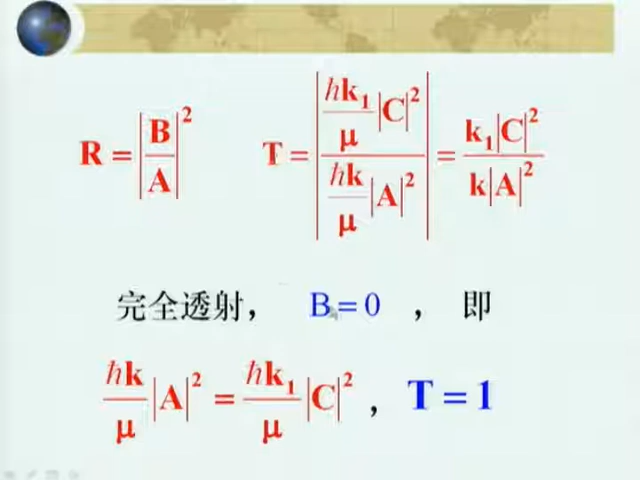 R = |B/A|² T = |(ħk₁/μ |C|²)/(ħk/μ |A|²)| = k₁|C|²/k|A|²
完全透射， B = 0 ， 即
ħk/μ |A|² = ħk₁/μ |C|² ， T = 1